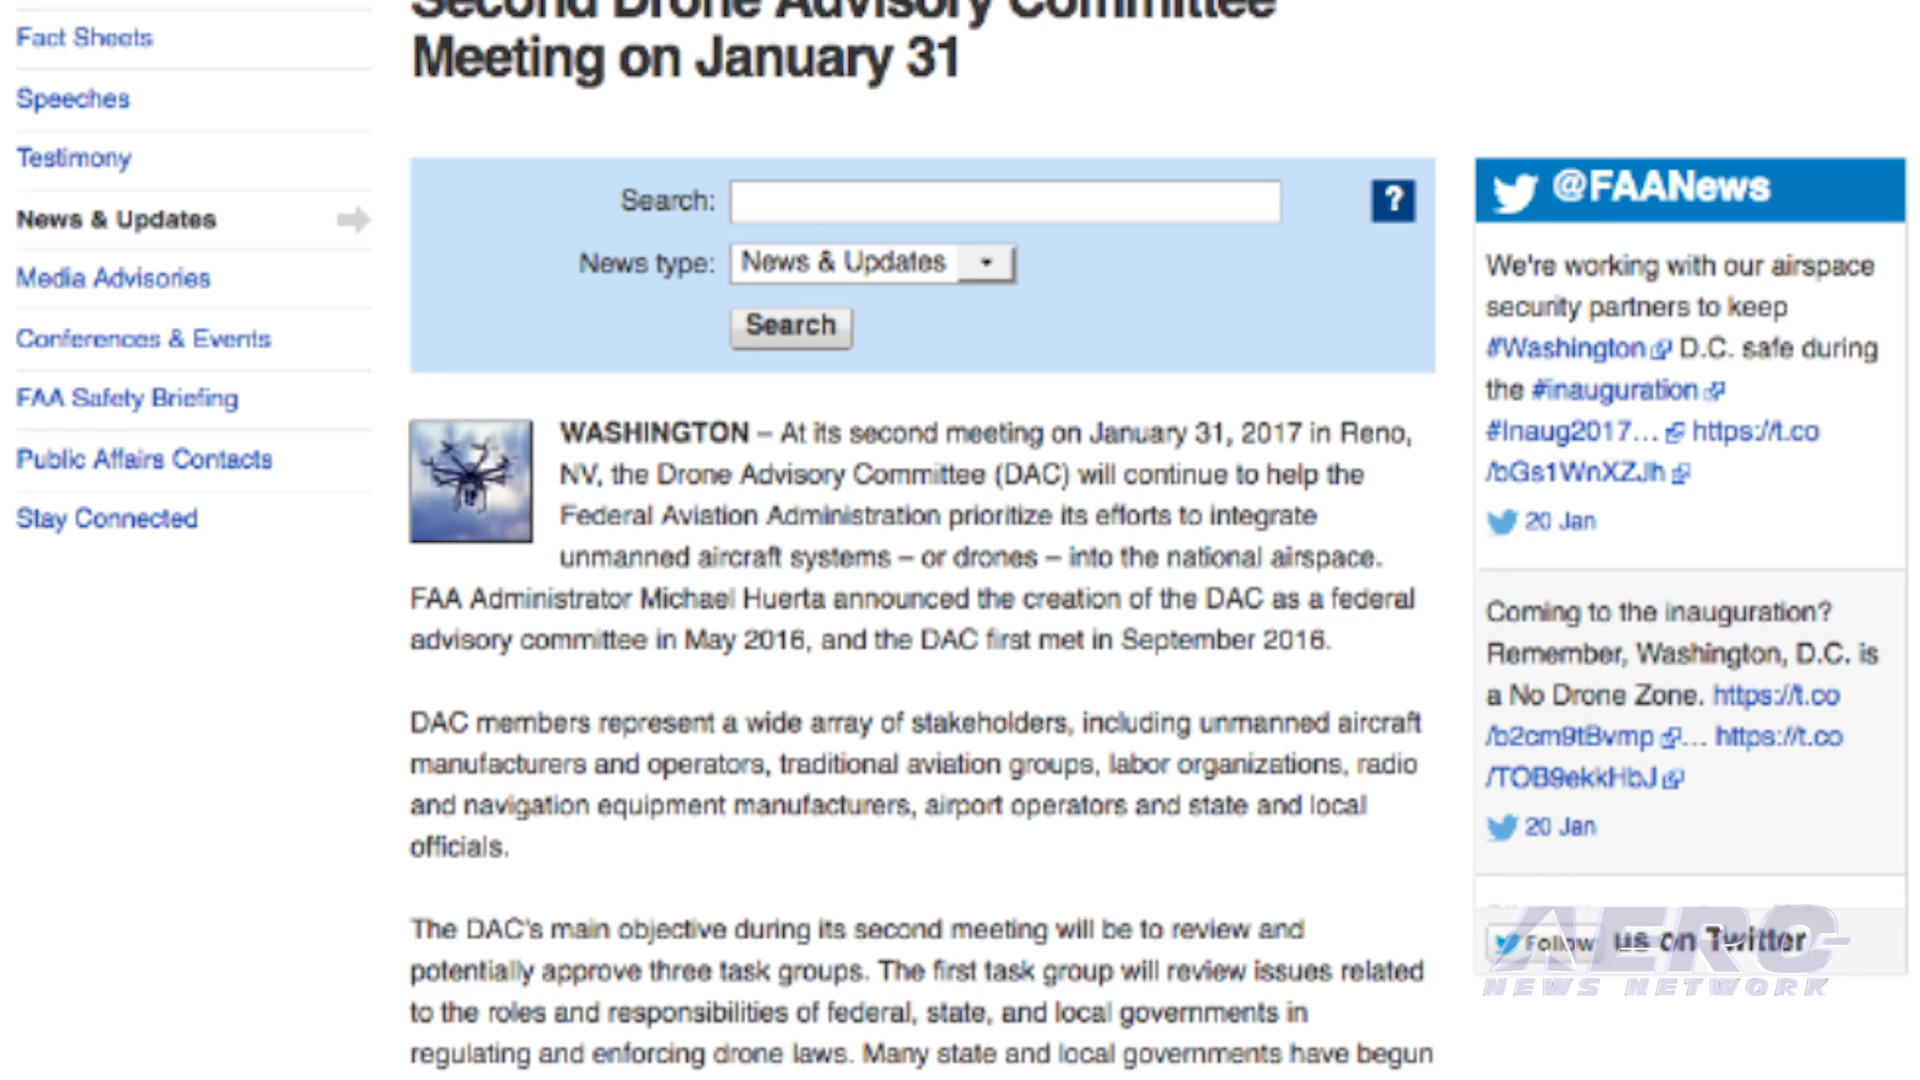 Fact Sheets
Speeches
Testimony
News & Updates
Media Advisories
Conferences & Events
FAA Safety Briefing
Public Affairs Contacts
Stay Connected
Second Drone Advisory Committee
Meeting on January 31
Search:
?
News type: News & Updates
Search
WASHINGTON – At its second meeting on January 31, 2017 in Reno,
NV, the Drone Advisory Committee (DAC) will continue to help the
Federal Aviation Administration prioritize its efforts to integrate
unmanned aircraft systems – or drones – into the national airspace.
FAA Administrator Michael Huerta announced the creation of the DAC as a federal
advisory committee in May 2016, and the DAC first met in September 2016.
DAC members represent a wide array of stakeholders, including unmanned aircraft
manufacturers and operators, traditional aviation groups, labor organizations, radio
and navigation equipment manufacturers, airport operators and state and local
officials.
The DAC's main objective during its second meeting will be to review and
potentially approve three task groups. The first task group will review issues related
to the roles and responsibilities of federal, state, and local governments in
regulating and enforcing drone laws. Many state and local governments have begun
@FAANews
We're working with our airspace
security partners to keep
#Washington D.C. safe during
the #inauguration
#Inaug2017… https://t.co
/bGs1WnXZJh
20 Jan
Coming to the inauguration?
Remember, Washington, D.C. is
a No Drone Zone. https://t.co
/b2cm9tBvmp … https://t.co
/TOB9ekkHbJ
20 Jan
Follow us on Twitter
AERO
NEWS NETWORK